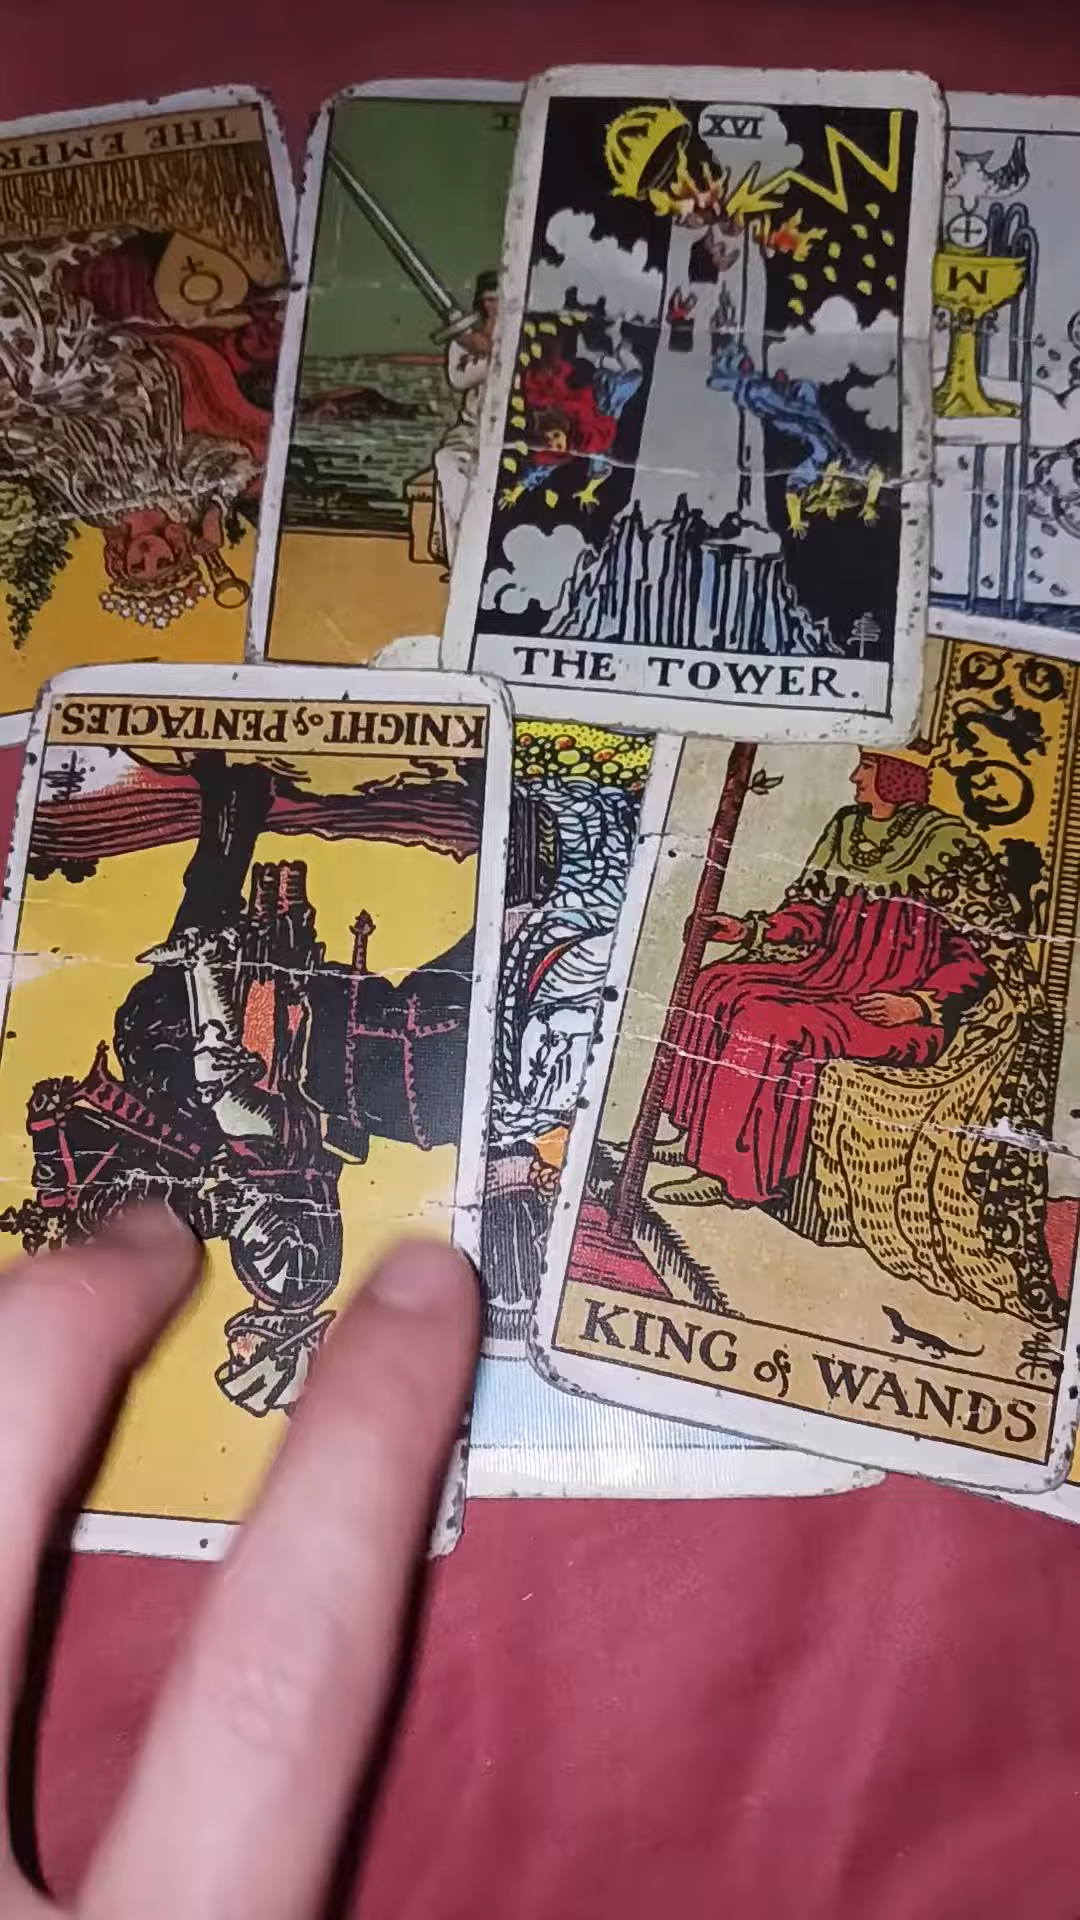 THE EMPR
I
XVI
M
THE TOWER.
KNIGHT of PENTACLES.
KING of WANDS